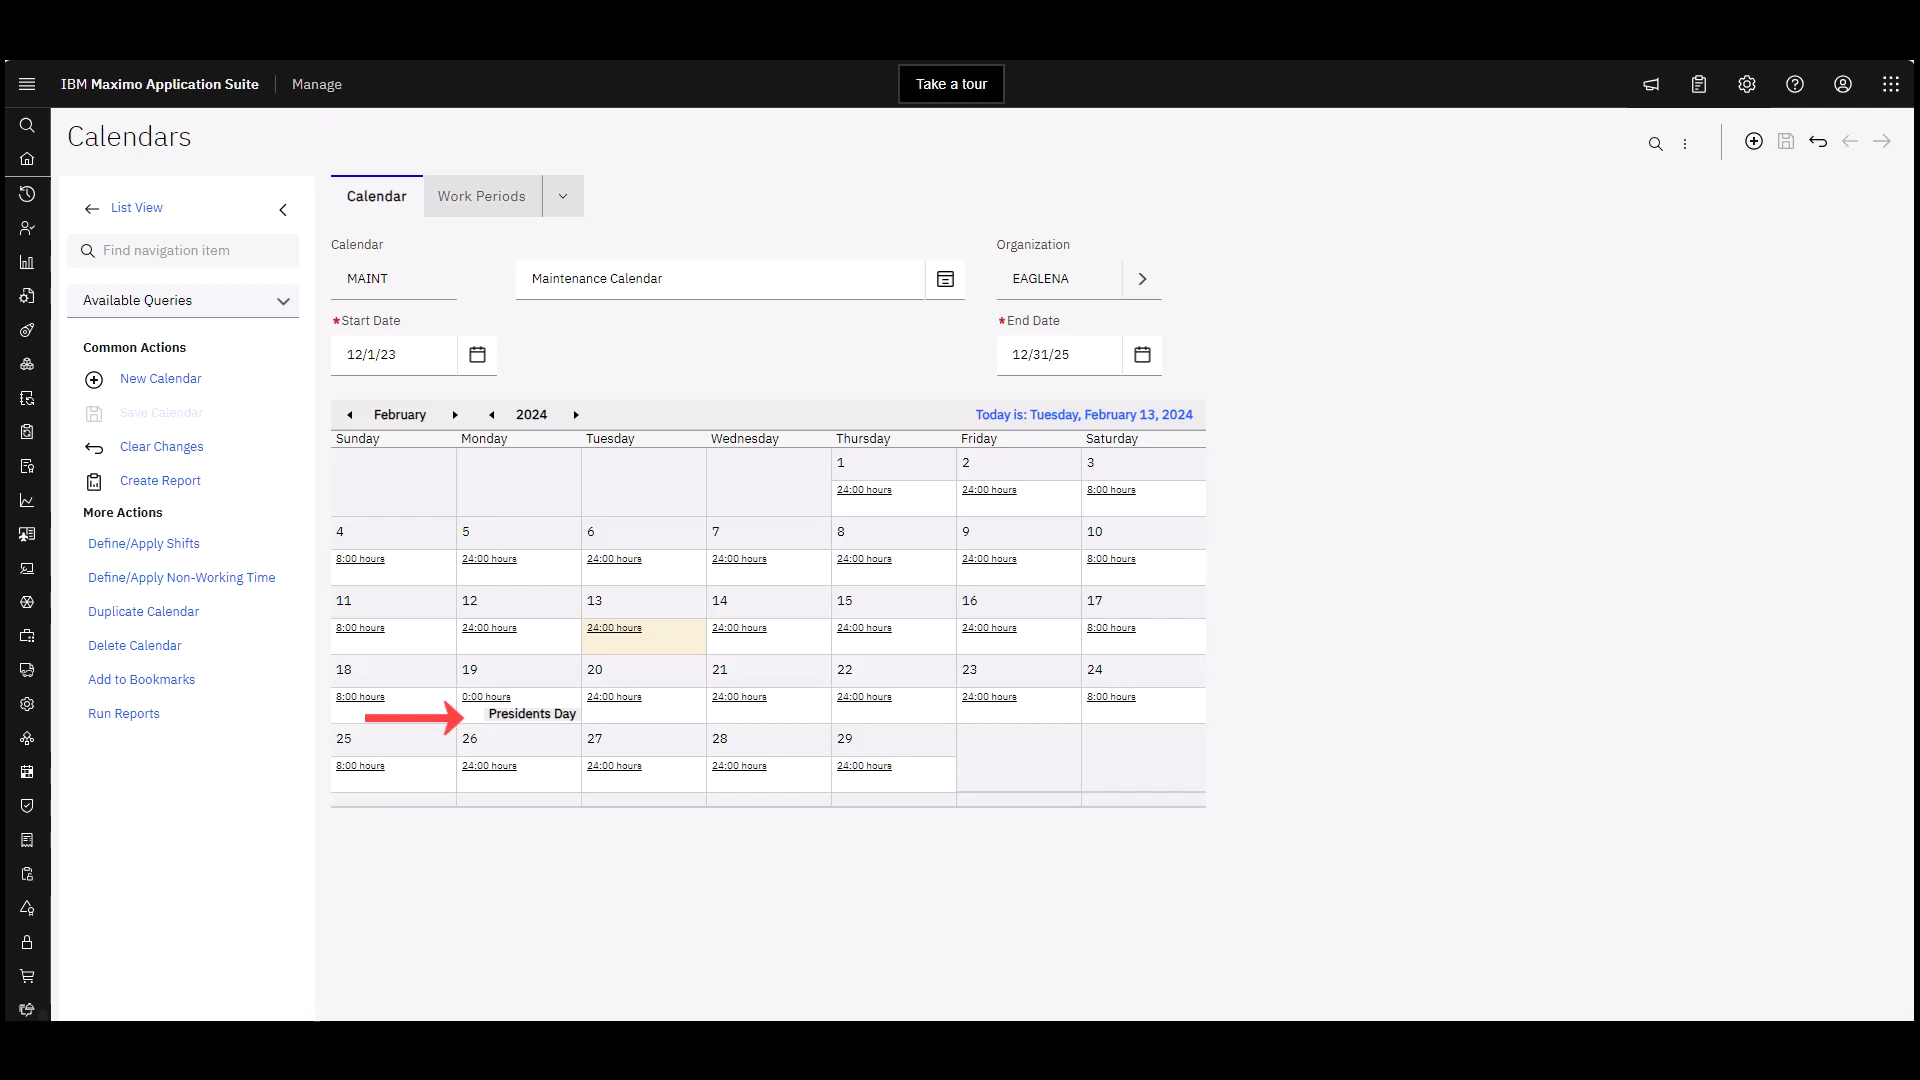 IBM Maximo Application Suite Manage Take a tour
Calendars
List View
Find navigation item
Available Queries
Common Actions
New Calendar
Save Calendar
Clear Changes
Create Report
More Actions
Define/Apply Shifts
Define/Apply Non-Working Time
Duplicate Calendar
Delete Calendar
Add to Bookmarks
Run Reports
Calendar Work Periods
Calendar Organization
MAINT Maintenance Calendar EAGLENA
*Start Date *End Date
12/1/23 12/31/25
February 2024 Today is: Tuesday, February 13, 2024
Sunday Monday Tuesday Wednesday Thursday Friday Saturday
1 2 3
24:00 hours 24:00 hours 8:00 hours
4 5 6 7 8 9 10
8:00 hours 24:00 hours 24:00 hours 24:00 hours 24:00 hours 24:00 hours 8:00 hours
11 12 13 14 15 16 17
8:00 hours 24:00 hours 24:00 hours 24:00 hours 24:00 hours 24:00 hours 8:00 hours
18 19 20 21 22 23 24
8:00 hours 0:00 hours 24:00 hours 24:00 hours 24:00 hours 24:00 hours 8:00 hours
Presidents Day
25 26 27 28 29
8:00 hours 24:00 hours 24:00 hours 24:00 hours 24:00 hours